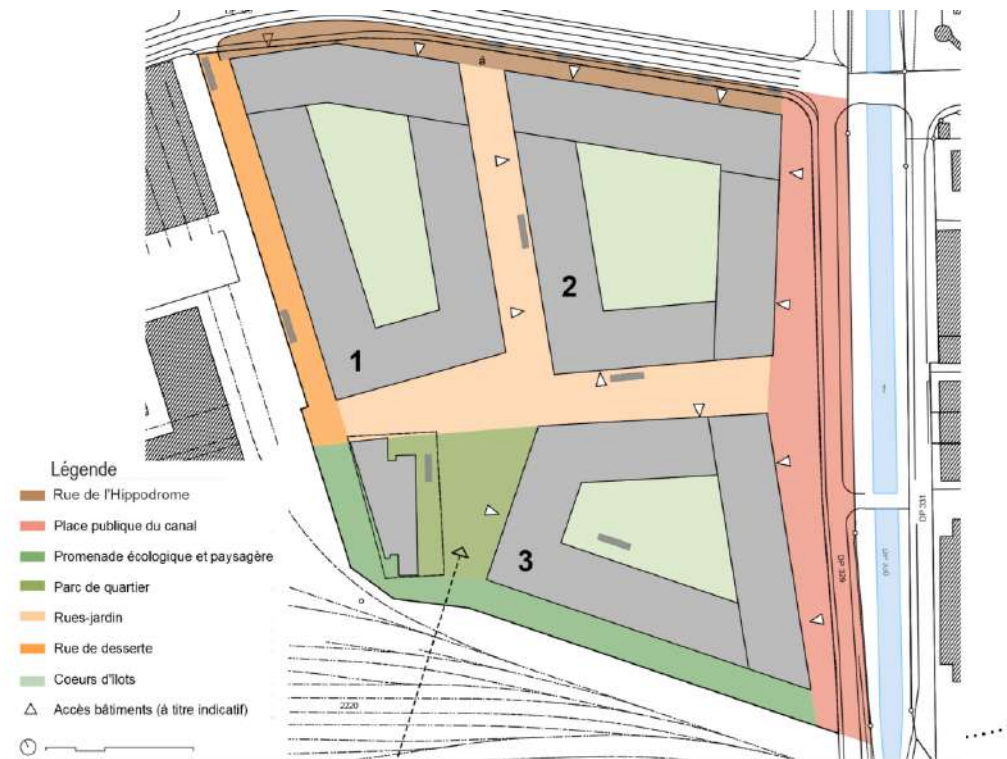 1
2
3
Légende
Rue de l'Hippodrome
Place publique du canal
Promenade écologique et paysagère
Parc de quartier
Rues-jardin
Rue de desserte
Coeurs d'îlots
Accès bâtiments (à titre indicatif)
2220
DP 329
DP 331